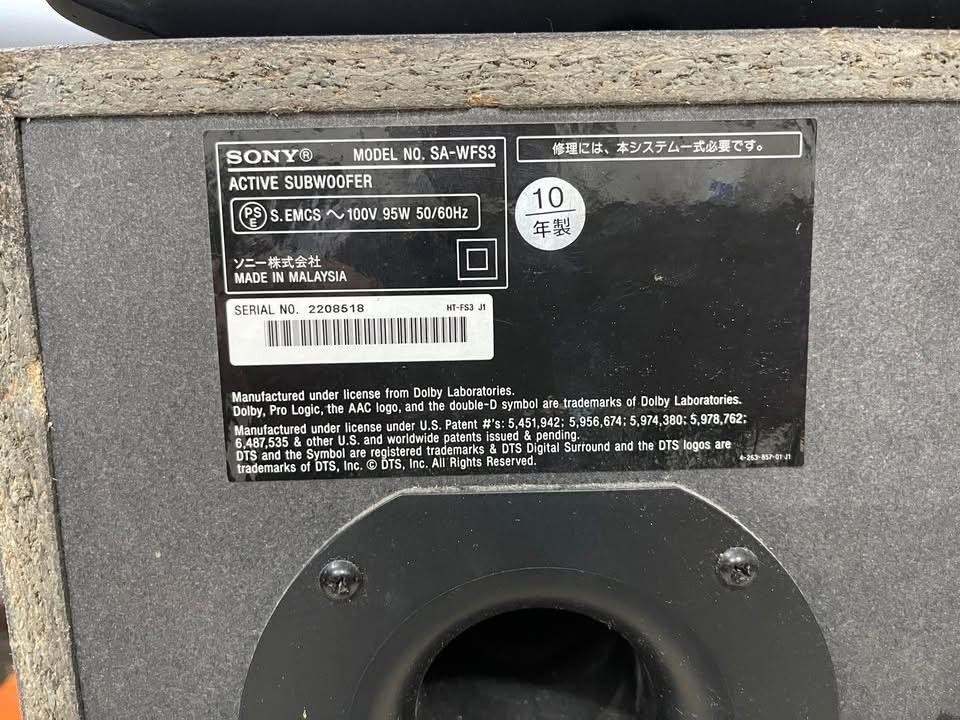 SONY® MODEL NO. SA-WFS3
ACTIVE SUBWOOFER
PSE S.EMCS ～100V 95W 50/60Hz
ソニー株式会社
MADE IN MALAYSIA
修理には、本システム一式必要です。
10
年製
SERIAL NO. 2208518 HT-FS3 J1
Manufactured under license from Dolby Laboratories.
Dolby, Pro Logic, the AAC logo, and the double-D symbol are trademarks of Dolby Laboratories.
Manufactured under license under U.S. Patent #'s: 5,451,942; 5,956,674; 5,974,380; 5,978,762;
6,487,535 & other U.S. and worldwide patents issued & pending.
DTS and the Symbol are registered trademarks & DTS Digital Surround and the DTS logos are
trademarks of DTS, Inc. © DTS, Inc. All Rights Reserved.
4-263-857-01 J1